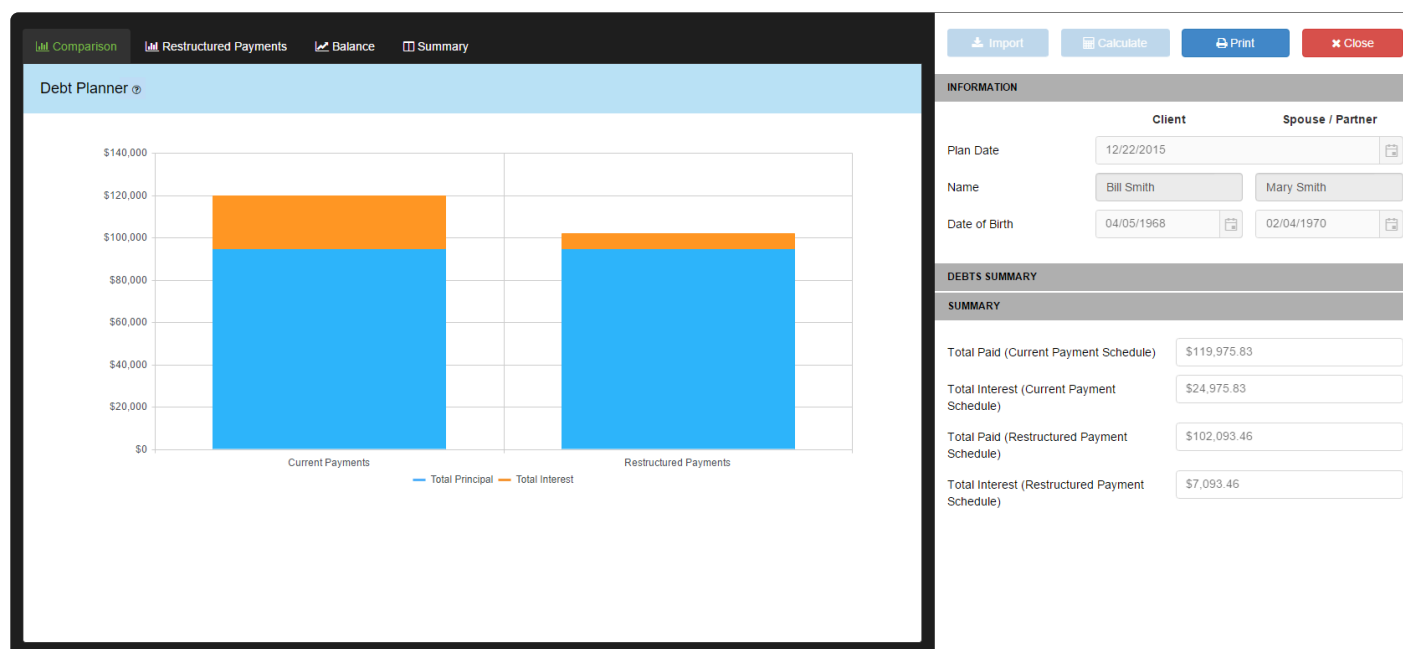 Comparison
Restructured Payments
Balance
Summary
Import
Calculate
Print
Close
Debt Planner
$140,000
$120,000
$100,000
$80,000
$60,000
$40,000
$20,000
$0
Current Payments
Restructured Payments
Total Principal
Total Interest
INFORMATION
Client
Spouse / Partner
Plan Date
12/22/2015
Name
Bill Smith
Mary Smith
Date of Birth
04/05/1968
02/04/1970
DEBTS SUMMARY
SUMMARY
Total Paid (Current Payment Schedule)
$119,975.83
Total Interest (Current Payment
Schedule)
$24,975.83
Total Paid (Restructured Payment
Schedule)
$102,093.46
Total Interest (Restructured Payment
Schedule)
$7,093.46